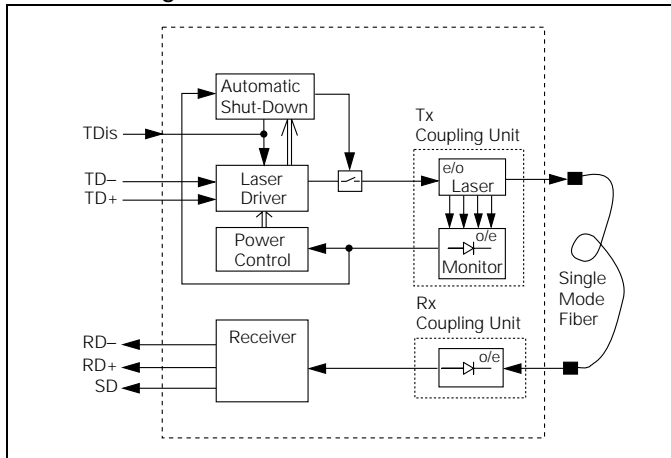 Automatic
Shut-Down
TDis
TD–
TD+
Laser
Driver
Power
Control
Tx
Coupling Unit
e/o
Laser
o/e
Monitor
Single
Mode
Fiber
Rx
Coupling Unit
o/e
Receiver
RD–
RD+
SD